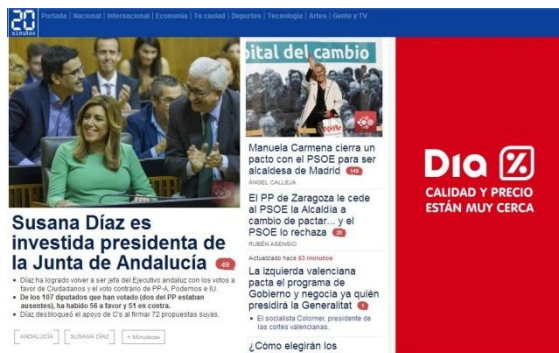 20
minutos
Portada | Nacional | Internacional | Economía | Tu ciudad | Deportes | Tecnología | Artes | Gente y TV
Susana Díaz es
investida presidenta de
la Junta de Andalucía 49
Díaz ha logrado volver a ser jefa del Ejecutivo andaluz con los votos a
favor de Ciudadanos y el voto contrario de PP-A, Podemos e IU.
De los 107 diputados que han votado (dos del PP estaban
ausentes), ha habido 56 a favor y 51 en contra.
Díaz desbloqueó el apoyo de C's al firmar 72 propuestas suyas.
ANDALUCÍA
SUSANA DÍAZ
+ Minutecas
pital del cambio
Manuela Carmena cierra un
pacto con el PSOE para ser
alcaldesa de Madrid 149
ÁNGEL CALLEJA
El PP de Zaragoza le cede
al PSOE la Alcaldía a
cambio de pactar... y el
PSOE lo rechaza 28
RUBÉN ASENSIO
Actualizado hace 53 minutos
La izquierda valenciana
pacta el programa de
Gobierno y negocia ya quién
presidirá la Generalitat
El socialista Colomer, presidente de
las cortes valencianas.
¿Cómo elegirán los
Dia %
CALIDAD Y PRECIO
ESTÁN MUY CERCA